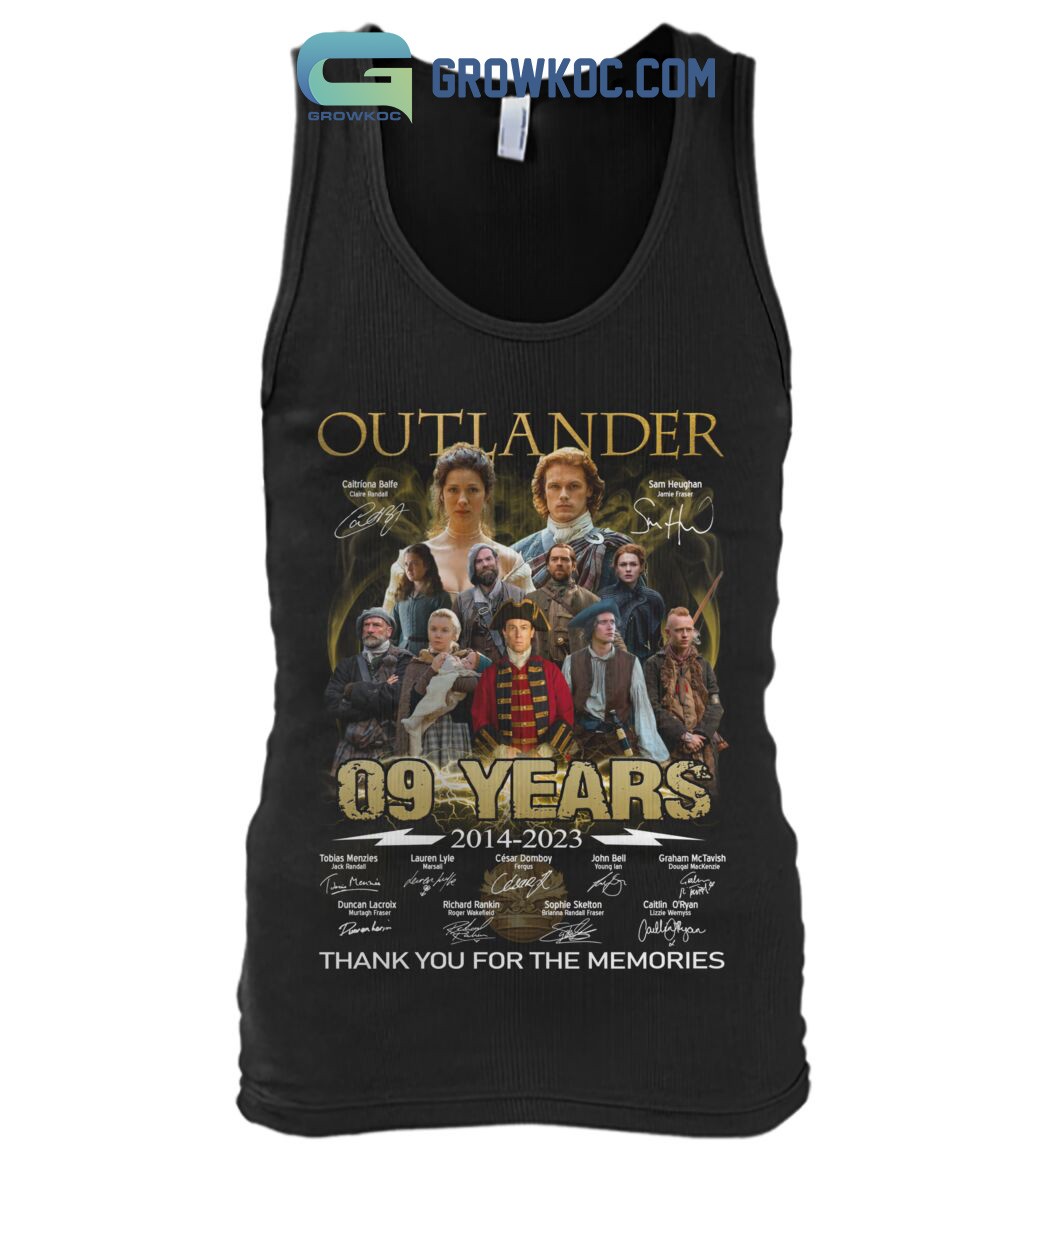 GROWKOC.COM
GROWKOC
OUTLANDER
Caitríona Balfe
Claire Randall
Sam Heughan
Jamie Fraser
09 YEARS
2014-2023
Tobias Menzies
Jack Randall
Lauren Lyle
Marsali
César Domboy
Fergus
John Bell
Young Ian
Graham McTavish
Dougal MacKenzie
Duncan Lacroix
Murtagh Fraser
Richard Rankin
Roger Wakefield
Sophie Skelton
Brianna Randall Fraser
Caitlin O'Ryan
Lizzie Wemyss
THANK YOU FOR THE MEMORIES